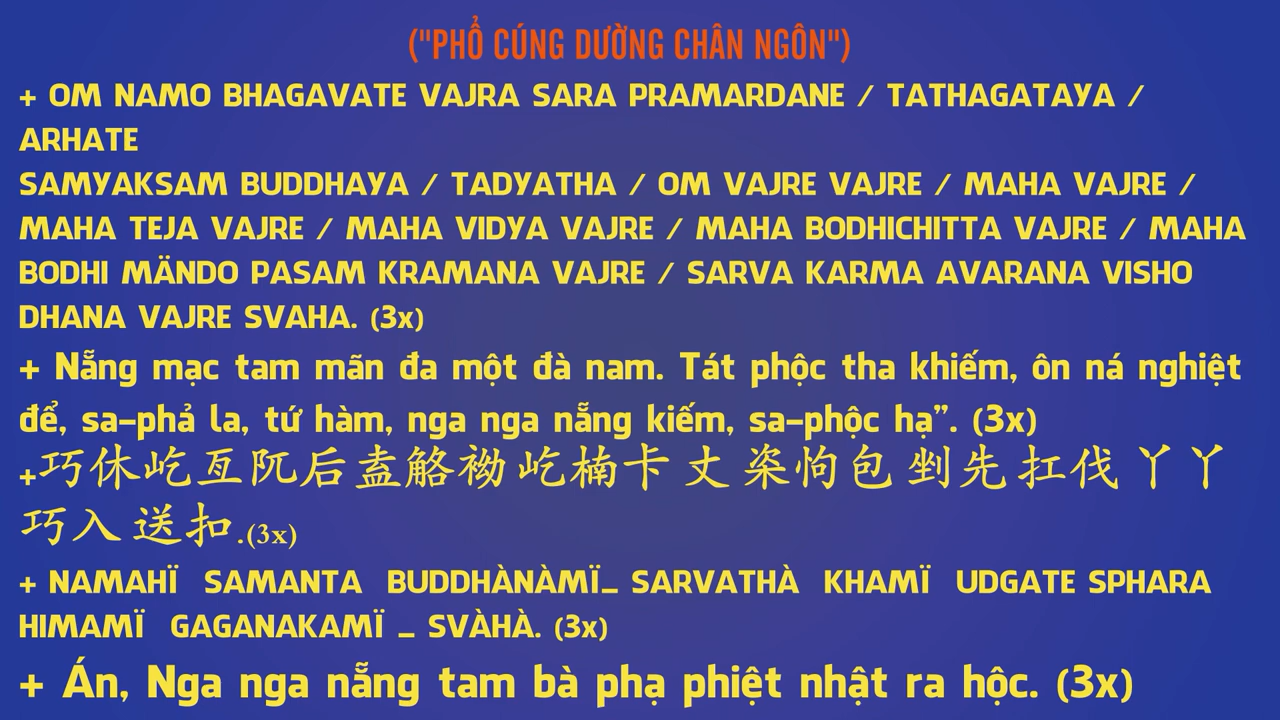 ("PHỔ CÚNG DƯỜNG CHÂN NGÔN")
+ OM NAMO BHAGAVATE VAJRA SARA PRAMARDANE / TATHAGATAYA /
ARHATE
SAMYAKSAM BUDDHAYA / TADYATHA / OM VAJRE VAJRE / MAHA VAJRE /
MAHA TEJA VAJRE / MAHA VIDYA VAJRE / MAHA BODHICHITTA VAJRE / MAHA
BODHI MÄNDO PASAM KRAMANA VAJRE / SARVA KARMA AVARANA VISHO
DHANA VAJRE SVAHA. (3x)
+ Nẵng mạc tam mãn đa một đà nam. Tát phộc tha khiếm, ôn ná nghiệt
để, sa-phả la, tứ hàm, nga nga nẵng kiếm, sa-phộc hạ”. (3x)
+巧休屹亙阢后盍觡袎屹楠卡丈栥怐包剉先扛伐丫丫
巧入送扣.(3x)
+ NAMAHÏ SAMANTA BUDDHÀNÀMÏ_ SARVATHÀ KHAMÏ UDGATE SPHARA
HIMAMÏ GAGANAKAMÏ _ SVÀHÀ. (3x)
+ Án, Nga nga nẵng tam bà phạ phiệt nhật ra hộc. (3x)